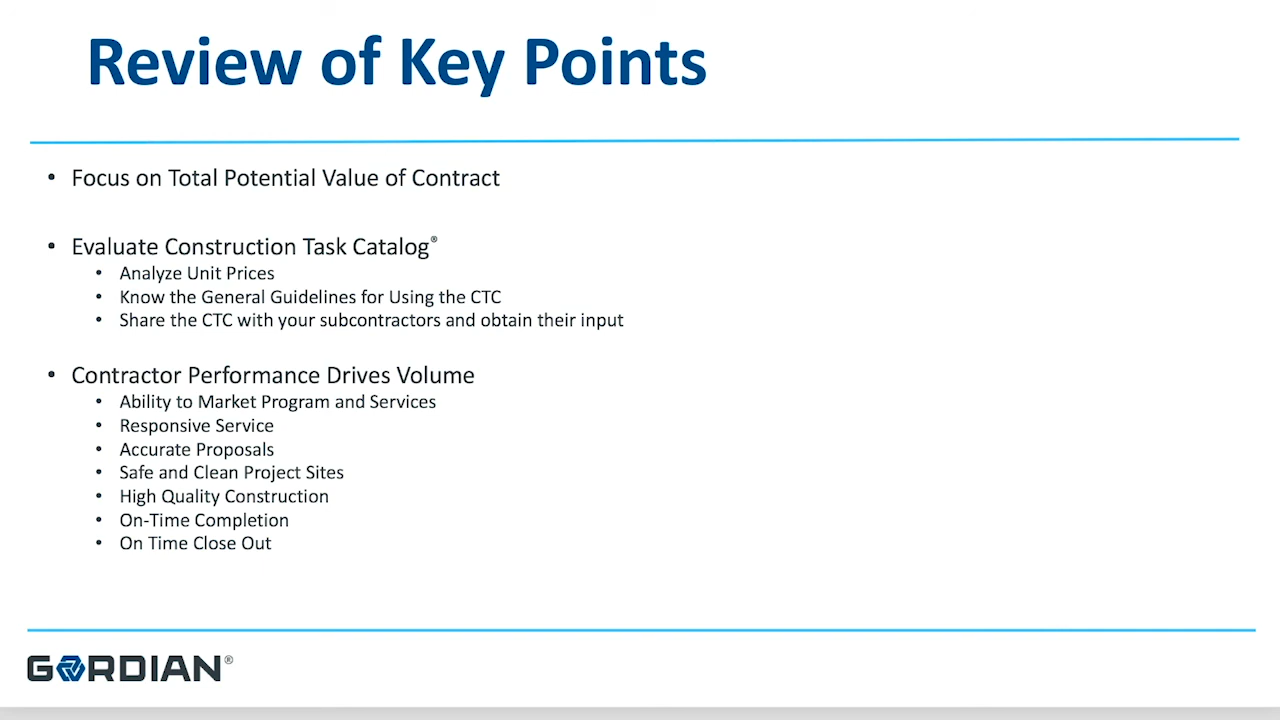 Review of Key Points
• Focus on Total Potential Value of Contract
• Evaluate Construction Task Catalog®
• Analyze Unit Prices
• Know the General Guidelines for Using the CTC
• Share the CTC with your subcontractors and obtain their input
• Contractor Performance Drives Volume
• Ability to Market Program and Services
• Responsive Service
• Accurate Proposals
• Safe and Clean Project Sites
• High Quality Construction
• On-Time Completion
• On Time Close Out
GORDIAN®